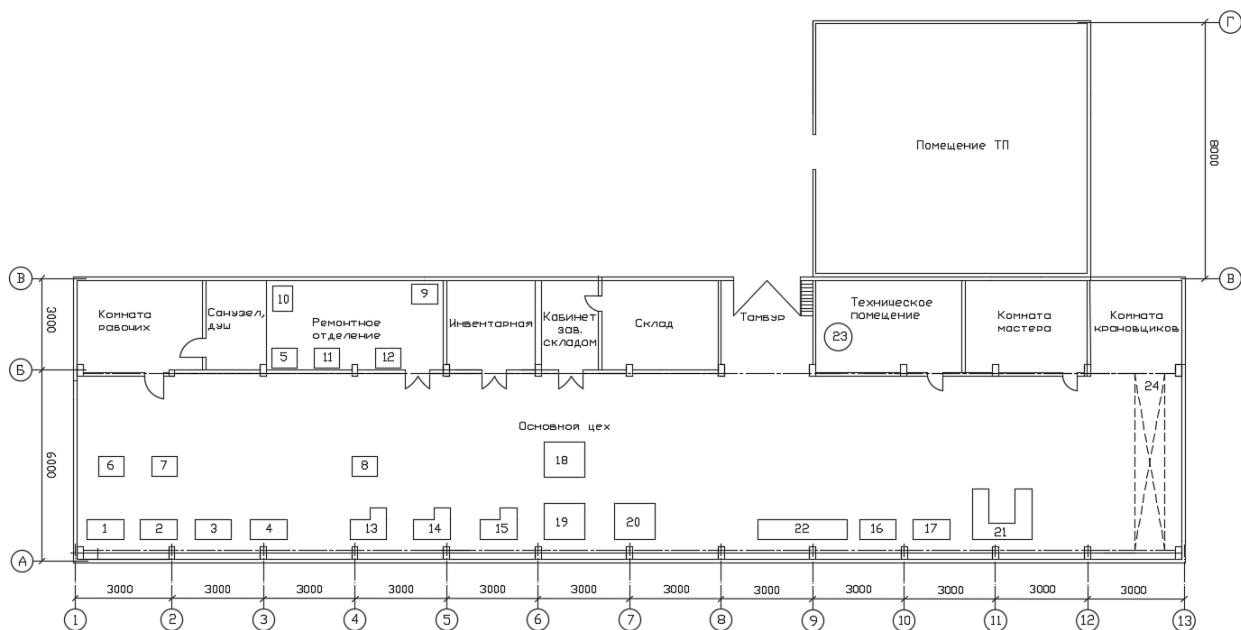 Г
Помещение ТП
8000
В
В
3000
Комната
рабочих
Санузел,
душ
10
Ремонтное
отделение
9
5
11
12
Инвентарная
Кабинет
зав.
складом
Склад
Тамбур
Техническое
помещение
23
Комната
мастера
Комната
крановщиков
Б
24
Основной цех
6000
6
7
8
18
1
2
3
4
13
14
15
19
20
22
16
17
21
А
3000
3000
3000
3000
3000
3000
3000
3000
3000
3000
3000
3000
1
2
3
4
5
6
7
8
9
10
11
12
13